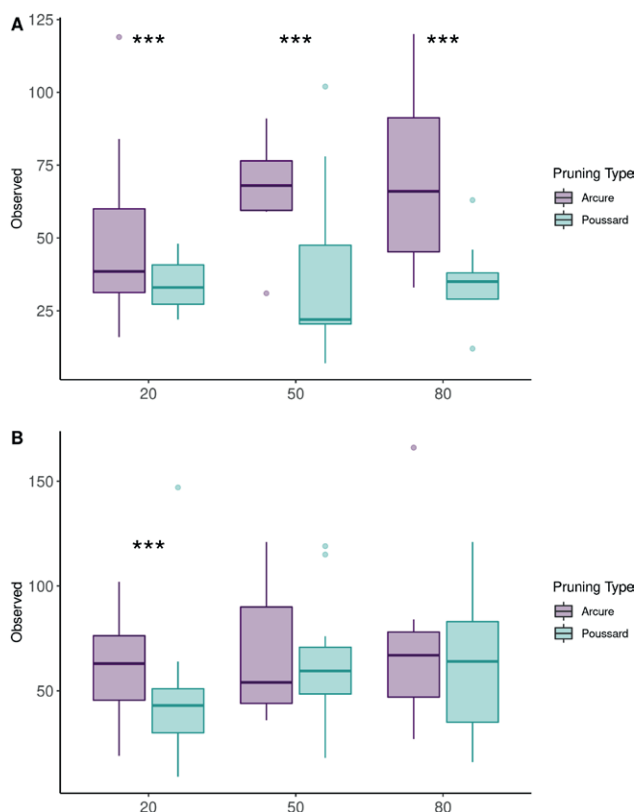 A
125
100
75
50
25
Observed
***
***
***
20
50
80
Pruning Type
Arcure
Poussard
B
150
100
50
Observed
***
20
50
80
Pruning Type
Arcure
Poussard